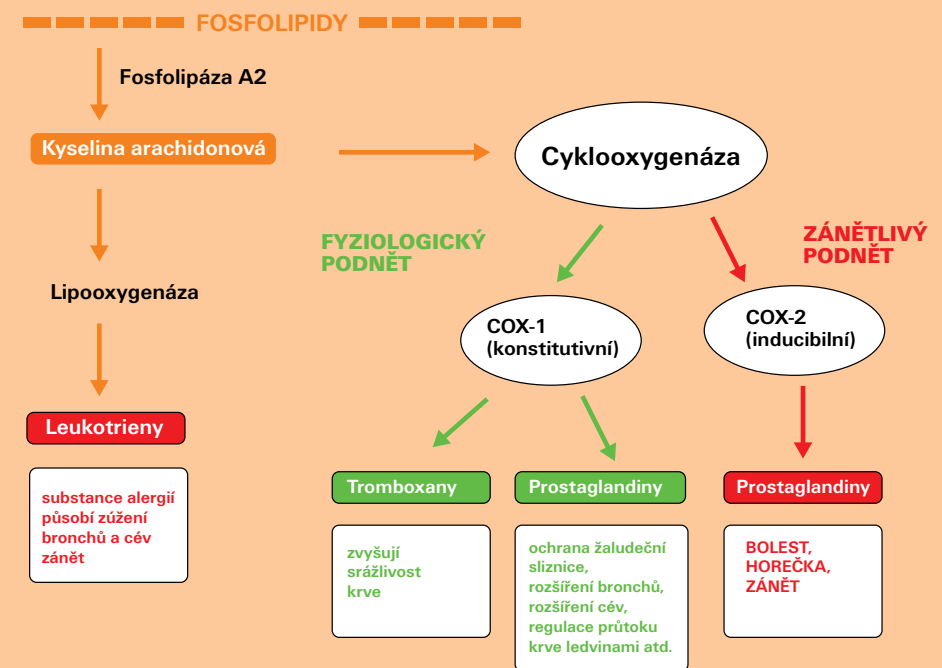 FOSFOLIPIDY
Fosfolipáza A2
Kyselina arachidonová
Cyklooxygenáza
FYZIOLOGICKÝ
PODNĚT
ZÁNĚTLIVÝ
PODNĚT
Lipooxygenáza
COX-1
(konstitutivní)
COX-2
(inducibilní)
Leukotrieny
substance alergií
působí zúžení
bronchů a cév
zánět
Tromboxany
zvyšují
srážlivost
krve
Prostaglandiny
ochrana žaludeční
sliznice,
rozšíření bronchů,
rozšíření cév,
regulace průtoku
krve ledvinami atd.
Prostaglandiny
BOLEST,
HOREČKA,
ZÁNĚT